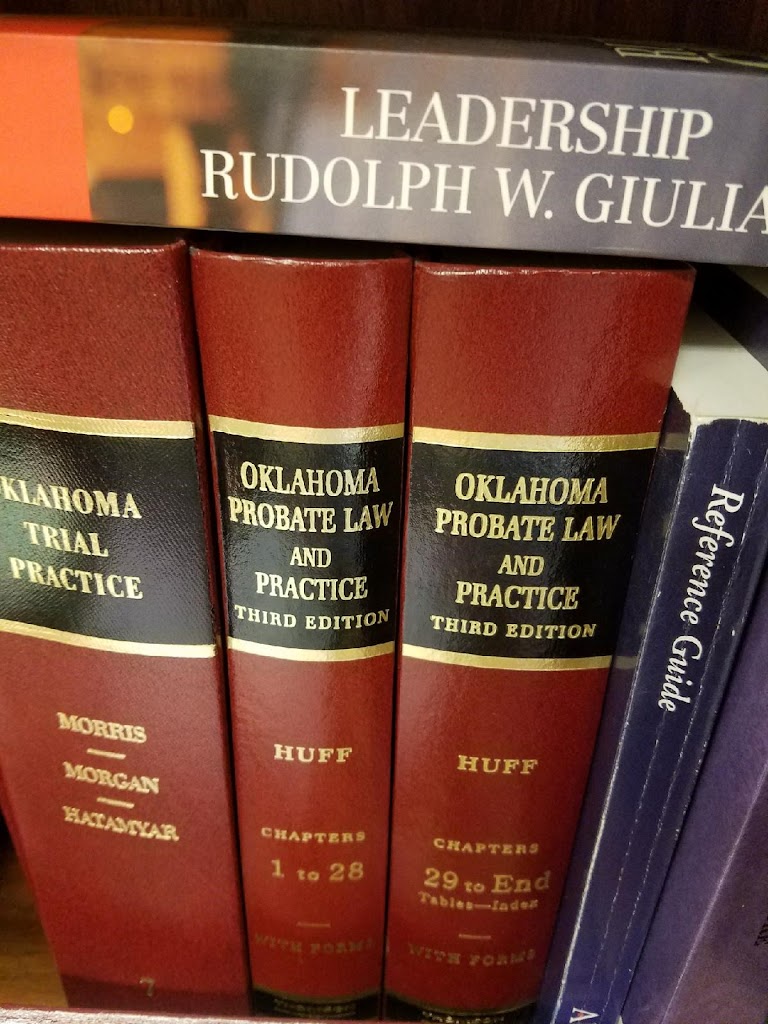 LEADERSHIP
RUDOLPH W. GIULIA
KLAHOMA
TRIAL
PRACTICE
MORRIS
MORGAN
HATAMYAR
7
OKLAHOMA
PROBATE LAW
AND
PRACTICE
THIRD EDITION
HUFF
CHAPTERS
1 to 28
WITH FORMS
OKLAHOMA
PROBATE LAW
AND
PRACTICE
THIRD EDITION
HUFF
CHAPTERS
29 to End
Tables—Index
WITH FORMS
Reference Guide
A